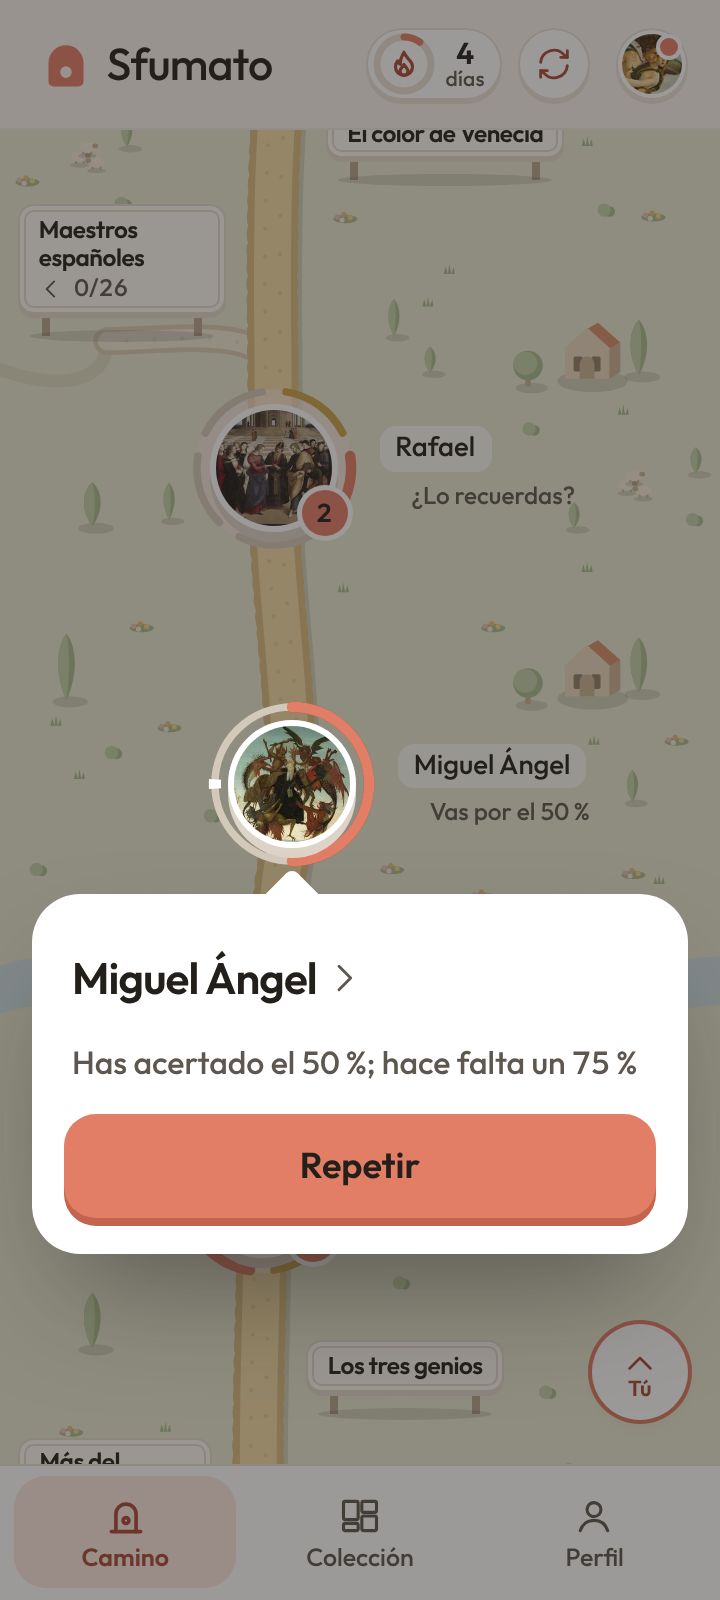 Sfumato
4
días
El color de Venecia
Maestros
españoles
0/26
Rafael
2
¿Lo recuerdas?
Miguel Ángel
Vas por el 50 %
Miguel Ángel
Has acertado el 50 %; hace falta un 75 %
Repetir
Los tres genios
Tú
Más del
Camino
Colección
Perfil